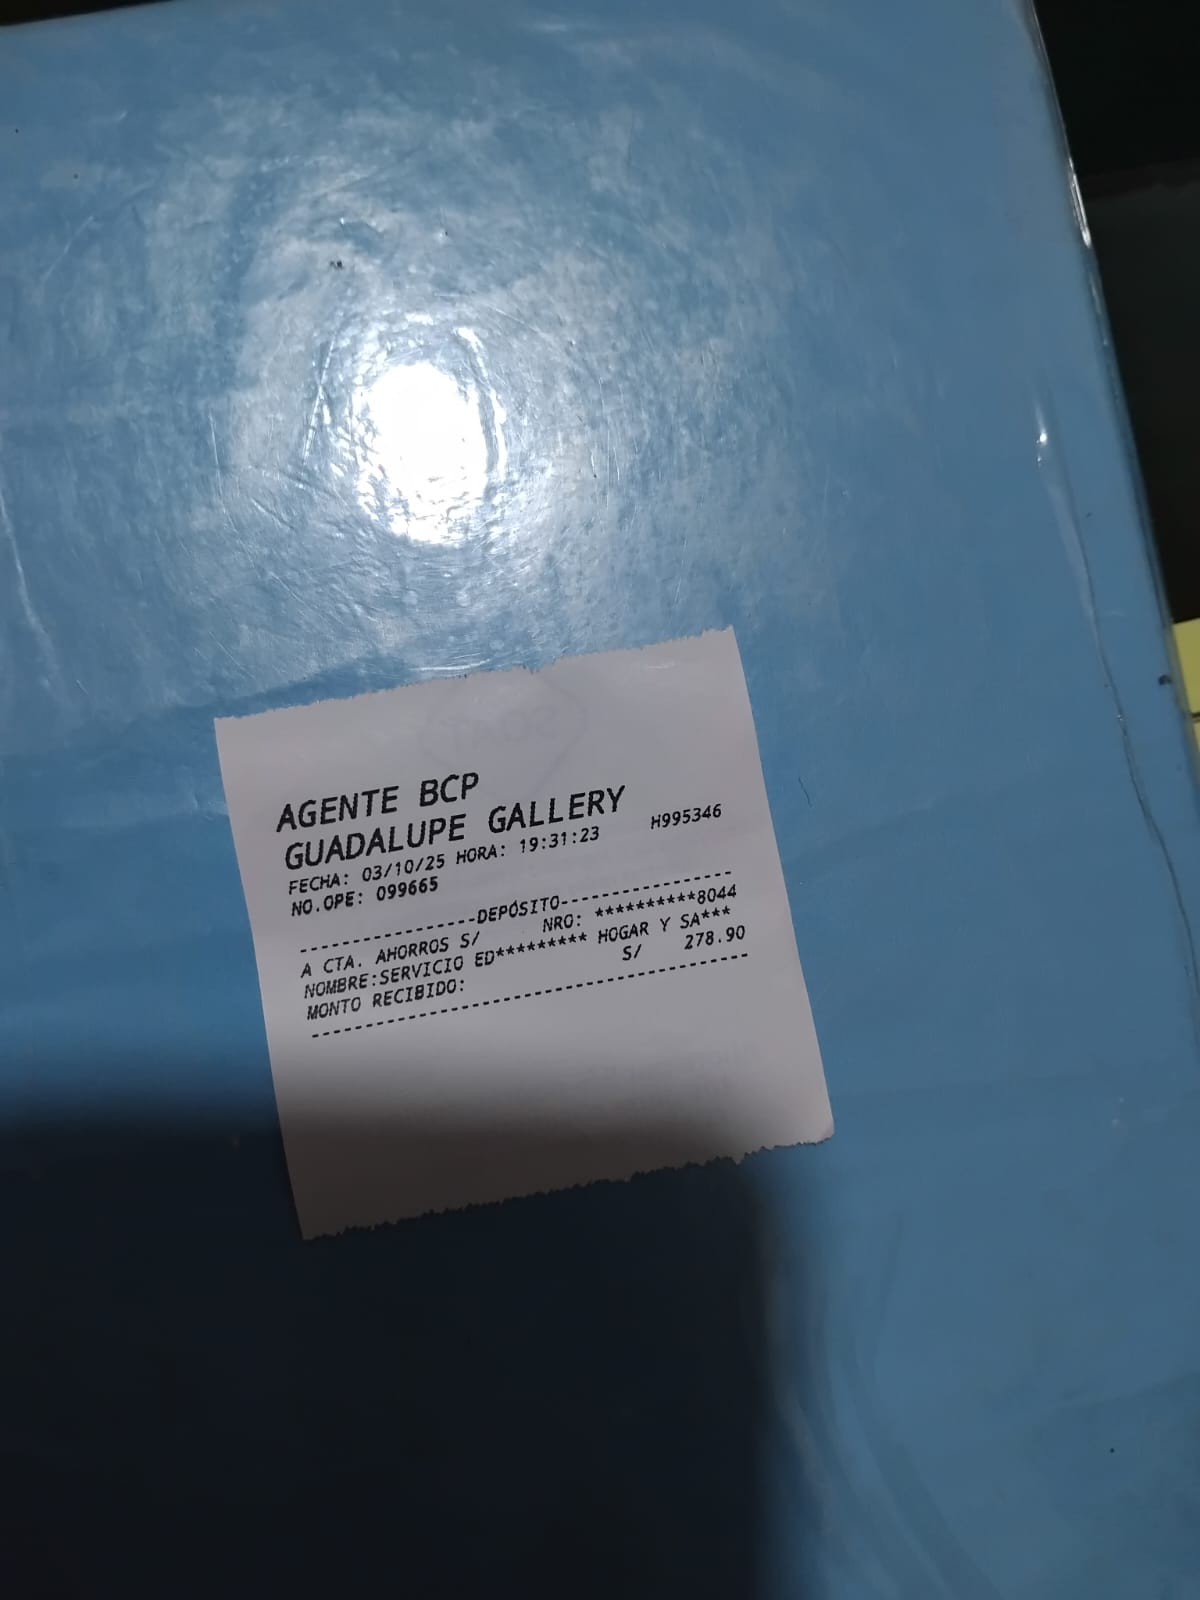 AGENTE BCP
GUADALUPE GALLERY
FECHA: 03/10/25 HORA: 19:31:23 H995346
NO.OPE: 099665
-----------------DEPÓSITO-----------------
A CTA. AHORROS S/ NRO: **********8044
NOMBRE:SERVICIO ED********* HOGAR Y SA***
MONTO RECIBIDO: S/ 278.90
------------------------------------------